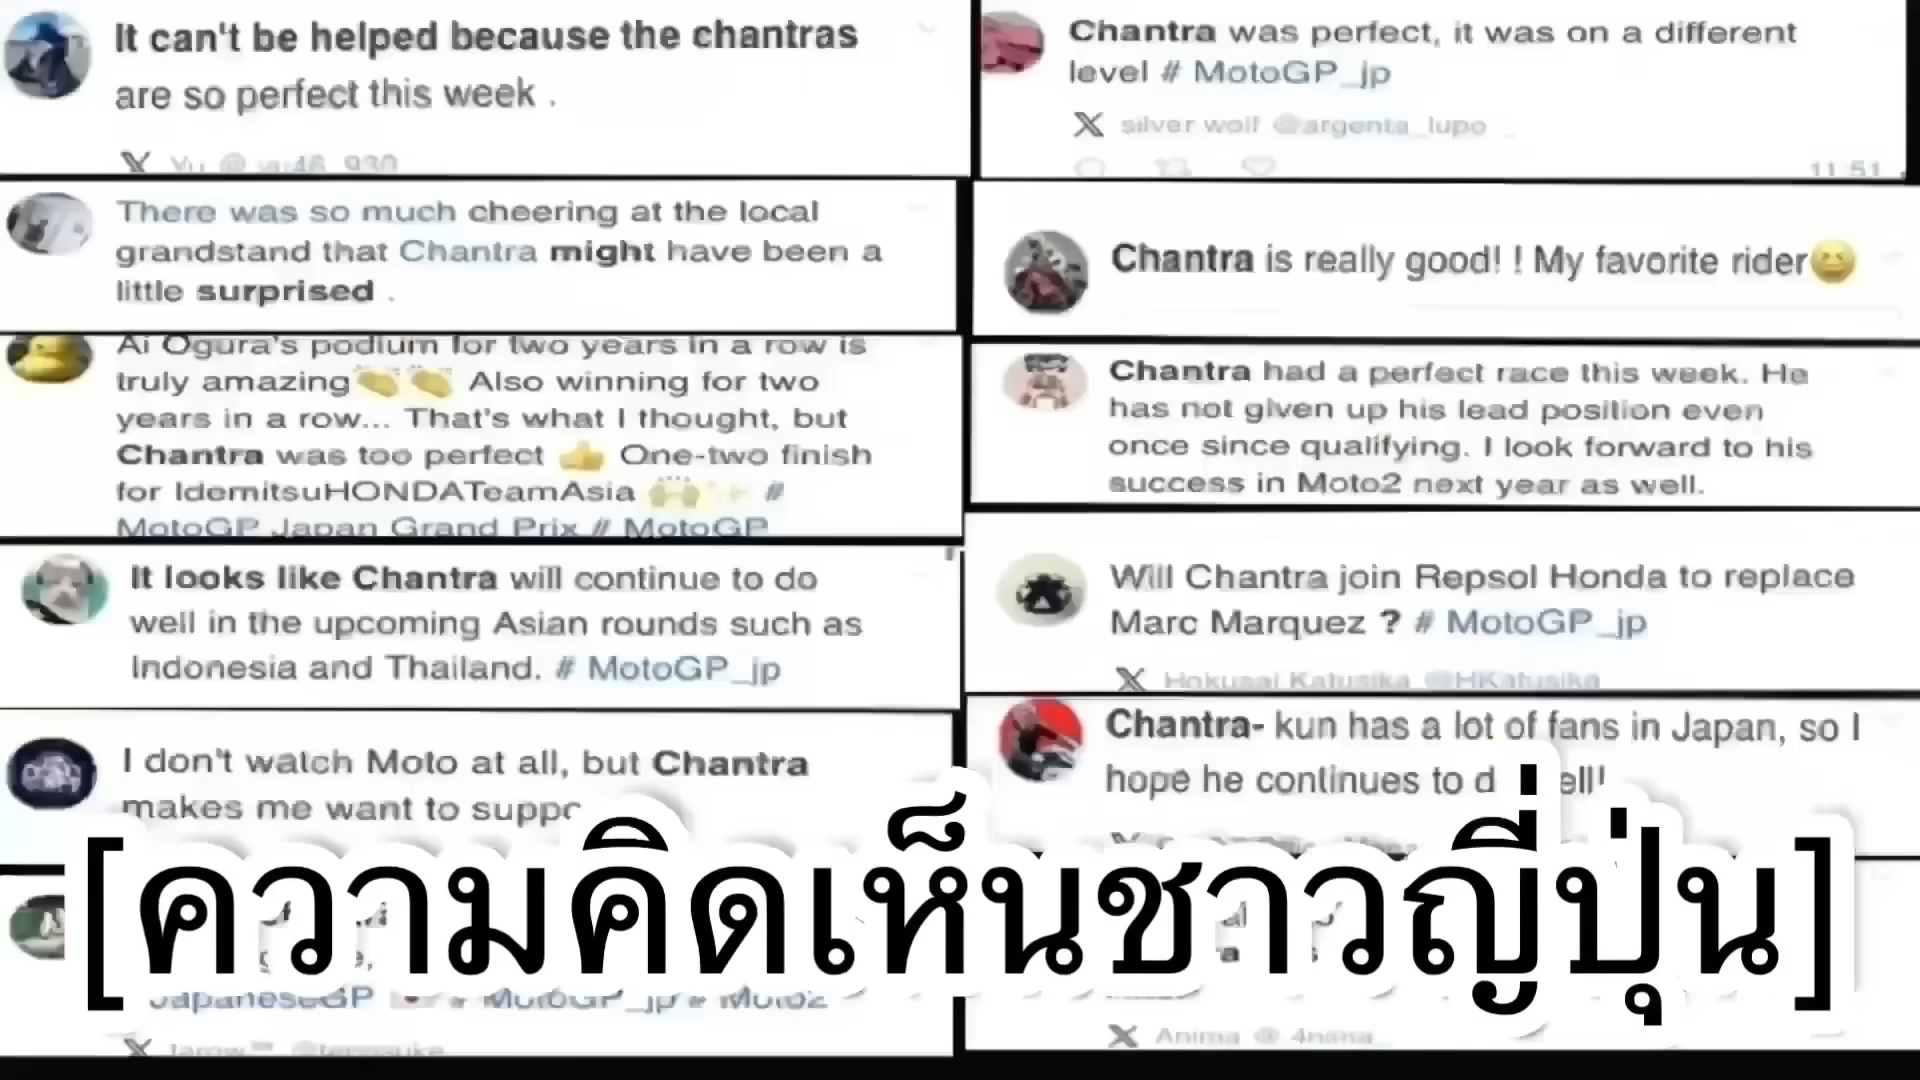 It can't be helped because the chantras
are so perfect this week .
There was so much cheering at the local
grandstand that Chantra might have been a
little surprised .
Ai Ogura's podium for two years in a row is
truly amazing👏👏 Also winning for two
years in a row... That's what I thought, but
Chantra was too perfect 👍 One-two finish
for IdemitsuHONDATeamAsia 🙌✨ #
MotoGP Japan Grand Prix # MotoGP
It looks like Chantra will continue to do
well in the upcoming Asian rounds such as
Indonesia and Thailand. # MotoGP_jp
I don't watch Moto at all, but Chantra
makes me want to
JapaneseGP # MotoGP_jp # Moto2
Chantra was perfect, it was on a different
level # MotoGP_jp
silver wolf @argenta_lupo
11:51
Chantra is really good! ! My favorite rider😆
Chantra had a perfect race this week. He
has not given up his lead position even
once since qualifying. I look forward to his
success in Moto2 next year as well.
Will Chantra join Repsol Honda to replace
Marc Marquez ? # MotoGP_jp
Hokusai Katusika @HKatusika
Chantra- kun has a lot of fans in Japan, so I
hope he continues to
Anima @
[ความคิดเห็นชาวญี่ปุ่น]